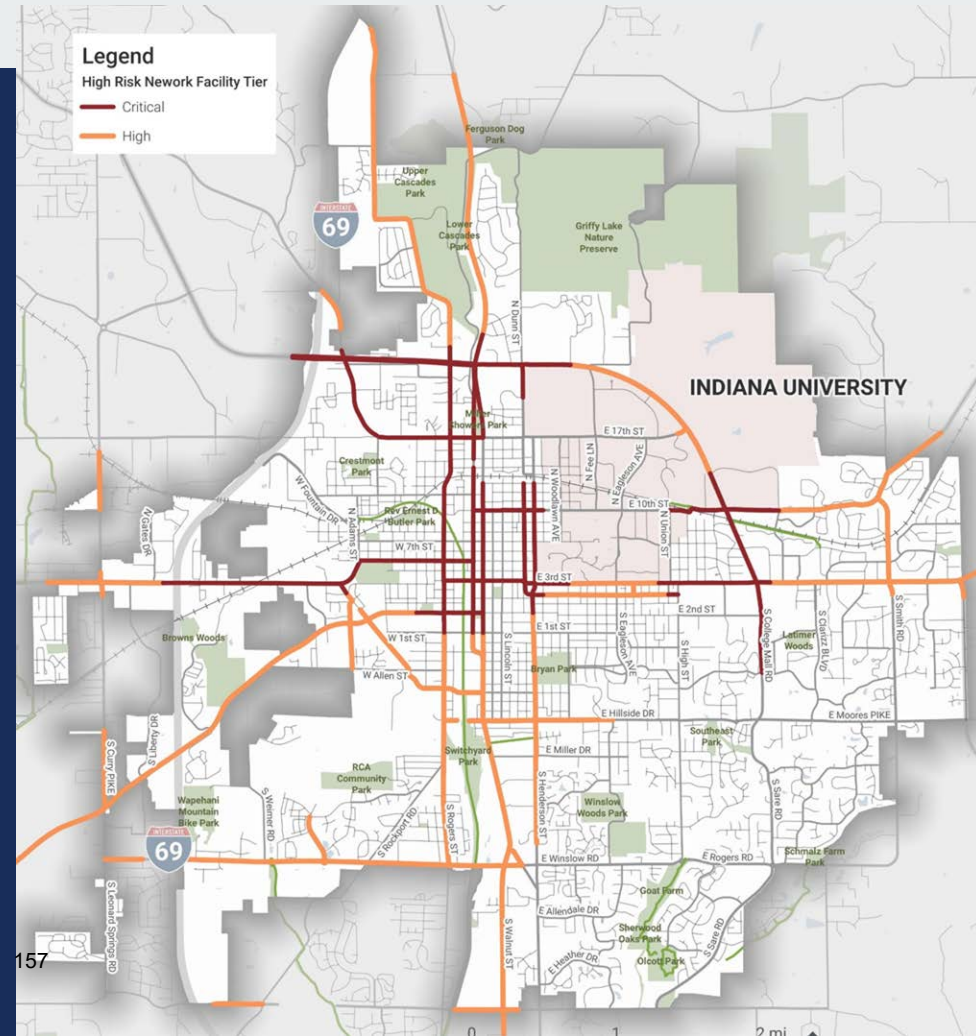 Legend
High Risk Nework Facility Tier
Critical
High
Ferguson Dog
Park
Upper
Cascades
Park
INTERSTATE
69
Lower
Cascades
Park
Griffy Lake
Nature
Preserve
N DUNN ST
INDIANA UNIVERSITY
Miller
Showers Park
E 17th ST
Crestmont
Park
N Fee LN
N Eagleson AVE
W Fountain DR
N Woodlawn AVE
E 10th ST
N Gates DR
N Adams ST
Rev Ernest D
Butler Park
N Union ST
W 7th ST
E 3rd ST
E 2nd ST
S Smith RD
S College Mall RD
S Clarizz BLVD
Browns Woods
W 1st ST
E 1st ST
S Lincoln ST
S Eagleson AVE
S High ST
Latimer
Woods
Bryan Park
W Allen ST
E Hillside DR
E Moores PIKE
S Liberty DR
S Curry PIKE
Switchyard
Park
E Miller DR
Southeast
Park
RCA
Community
Park
S Henderson ST
S Sare RD
Wapehani
Mountain
Bike Park
S Weimer RD
S Rockport RD
S Rogers ST
Winslow
Woods Park
INTERSTATE
69
E Winslow RD
E Rogers RD
Schmalz Farm
Park
S Leonard Springs RD
Goat Farm
E Allendale DR
S Walnut ST
Sherwood
Oaks Park
S Sare RD
157
E Heather DR
Olcott Park
0 1 2 mi